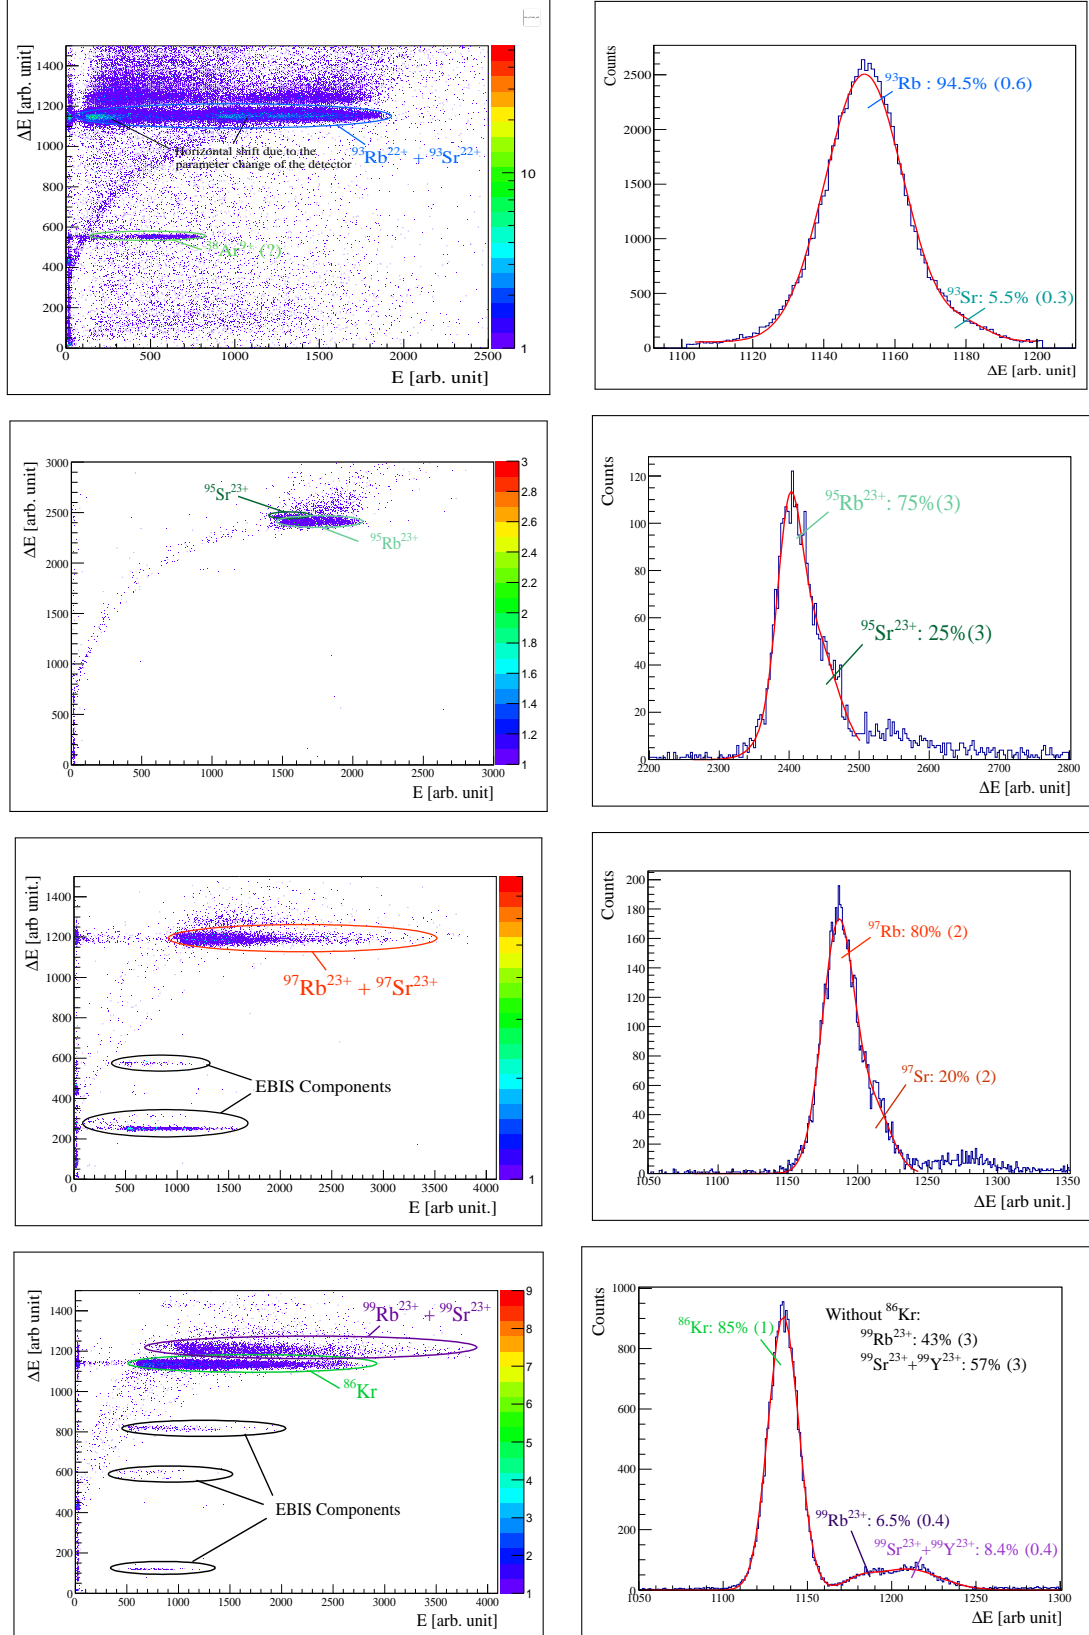 ΔE [arb. unit]
1400
1200
1000
800
600
400
200
0
0 500 1000 1500 2000 2500
E [arb. unit]
10
1
Horizontal shift due to the
parameter change of the detector
⁹³Rb²²⁺ + ⁹³Sr²²⁺
(?)
Counts
2500
2000
1500
1000
500
0
1100 1120 1140 1160 1180 1200
ΔE [arb. unit]
⁹³Rb : 94.5% (0.6)
⁹³Sr: 5.5% (0.3)
ΔE [arb. unit]
3000
2500
2000
1500
1000
500
0
0 500 1000 1500 2000 2500 3000
E [arb. unit]
3
2.8
2.6
2.4
2.2
2
1.8
1.6
1.4
1.2
1
⁹⁵Sr²³⁺
⁹⁵Rb²³⁺
Counts
120
100
80
60
40
20
0
2200 2300 2400 2500 2600 2700 2800
ΔE [arb. unit]
⁹⁵Rb²³⁺: 75%(3)
⁹⁵Sr²³⁺: 25%(3)
ΔE [arb unit.]
1400
1200
1000
800
600
400
200
0
0 500 1000 1500 2000 2500 3000 3500 4000
E [arb unit.]
1
⁹⁷Rb²³⁺ + ⁹⁷Sr²³⁺
EBIS Components
Counts
200
180
160
140
120
100
80
60
40
20
0
1050 1100 1150 1200 1250 1300 1350
ΔE [arb unit.]
⁹⁷Rb: 80% (2)
⁹⁷Sr: 20% (2)
ΔE [arb unit]
1400
1200
1000
800
600
400
200
0
0 500 1000 1500 2000 2500 3000 3500 4000
E [arb unit]
9
8
7
6
5
4
3
2
1
⁹⁹Rb²³⁺ + ⁹⁹Sr²³⁺
⁸⁶Kr
EBIS Components
Counts
1000
800
600
400
200
0
1050 1100 1150 1200 1250 1300
ΔE [arb unit]
⁸⁶Kr: 85% (1)
Without ⁸⁶Kr:
⁹⁹Rb²³⁺: 43% (3)
⁹⁹Sr²³⁺+⁹⁹Y²³⁺: 57% (3)
⁹⁹Rb²³⁺: 6.5% (0.4)
⁹⁹Sr²³⁺+⁹⁹Y²³⁺: 8.4% (0.4)